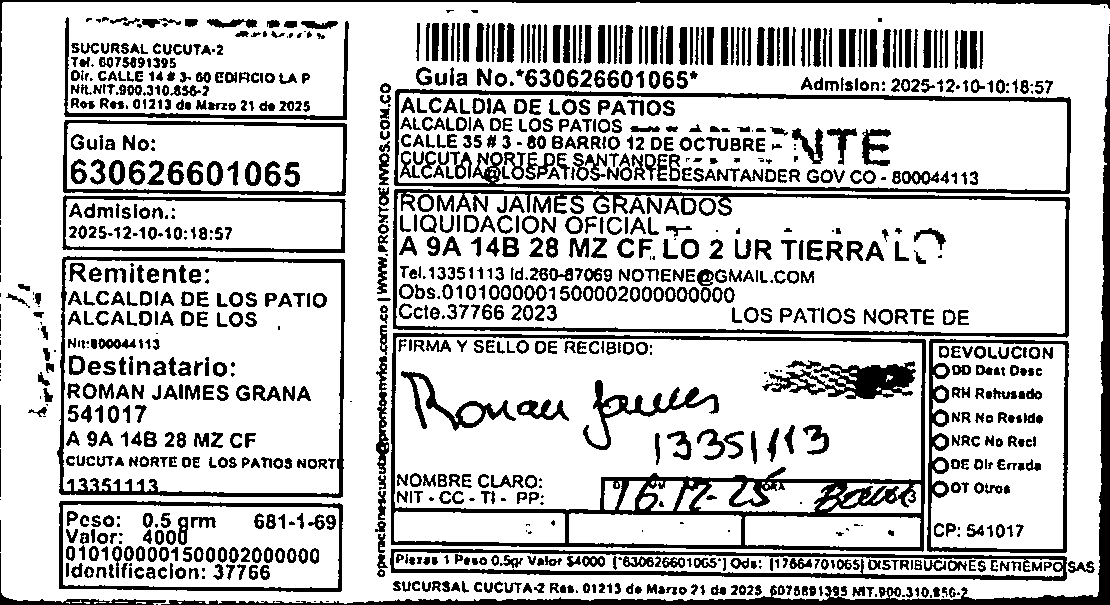 SUCURSAL CUCUTA-2
Tel. 6075891395
Dir. CALLE 14 # 3- 60 EDIFICIO LA P
Nit.NIT.900.310.856-2
Ros Res. 01213 de Marzo 21 de 2025
Guia No:
630626601065
Admision.:
2025-12-10-10:18:57
Remitente:
ALCALDIA DE LOS PATIO
ALCALDIA DE LOS
Nit:800044113
Destinatario:
ROMAN JAIMES GRANA
541017
A 9A 14B 28 MZ CF
CUCUTA NORTE DE LOS PATIOS NORTE
13351113
Peso: 0.5 grm 681-1-69
Valor: 4000
0101000001500002000000
Identificacion: 37766
operacionescucuta@prontoenvios.com.co | WWW.PRONTOENVIOS.COM.CO
Guia No.*630626601065*
Admision: 2025-12-10-10:18:57
ALCALDIA DE LOS PATIOS
ALCALDIA DE LOS PATIOS
CALLE 35 # 3 - 80 BARRIO 12 DE OCTUBRE -
CUCUTA NORTE DE SANTANDER
ALCALDIA@LOSPATIOS-NORTEDESANTANDER GOV CO - 800044113
NTE
ROMAN JAIMES GRANADOS
LIQUIDACION OFICIAL
A 9A 14B 28 MZ CF LO 2 UR TIERRA LO
Tel.13351113 Id.260-87069 NOTIENE@GMAIL.COM
Obs.0101000001500002000000000
Ccte.37766 2023 LOS PATIOS NORTE DE
FIRMA Y SELLO DE RECIBIDO:
Roman Jaimes
13351113
NOMBRE CLARO:
NIT - CC - TI - PP:
16.12-25
DEVOLUCION
DD Dest Desc
RH Rehusado
NR No Reside
NRC No Recl
DE Dir Errada
OT Otros
CP: 541017
Piezas 1 Peso 0.5gr Valor $4000 [*630626601065*] Ods: [17664701065] DISTRIBUCIONES ENTIEMPO SAS
SUCURSAL CUCUTA-2 Res. 01213 de Marzo 21 de 2025 6075891395 NIT.900.310.856-2